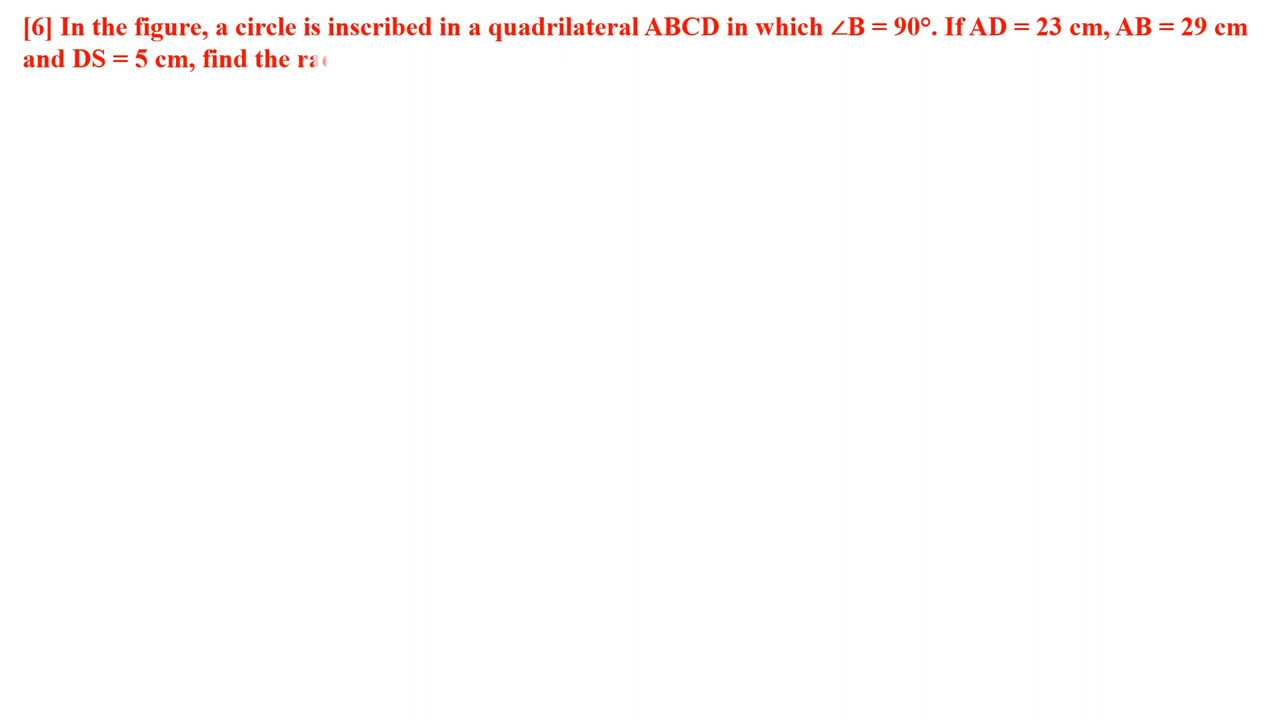 [6] In the figure, a circle is inscribed in a quadrilateral ABCD in which ∠B = 90°. If AD = 23 cm, AB = 29 cm
and DS = 5 cm, find the